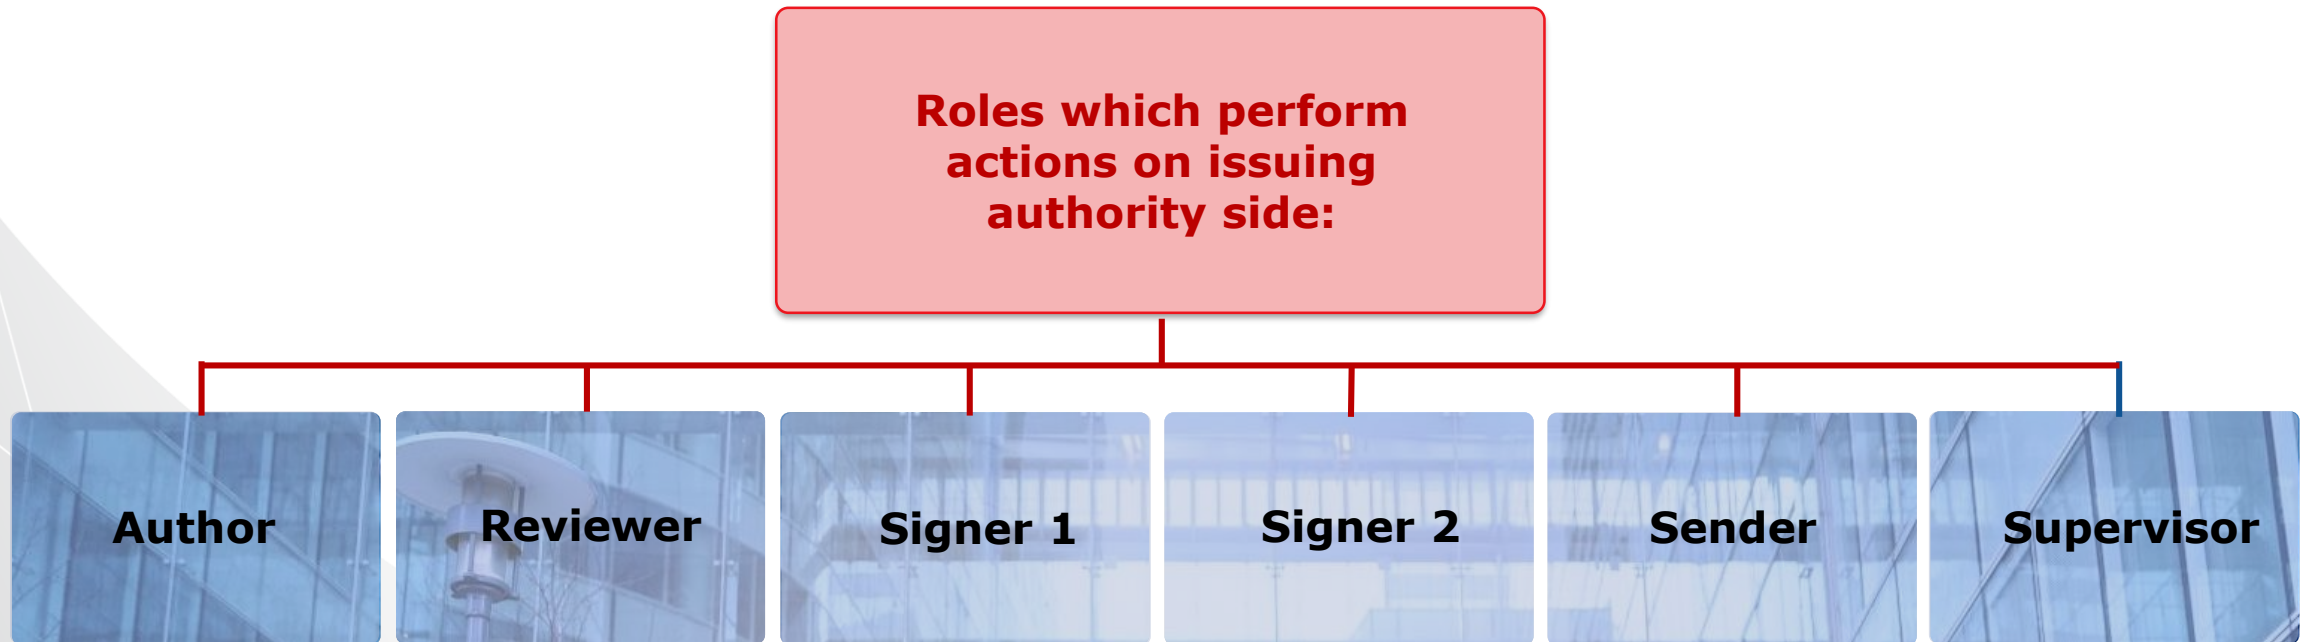 Roles which perform
actions on issuing
authority side:
Author
Reviewer
Signer 1
Signer 2
Sender
Supervisor